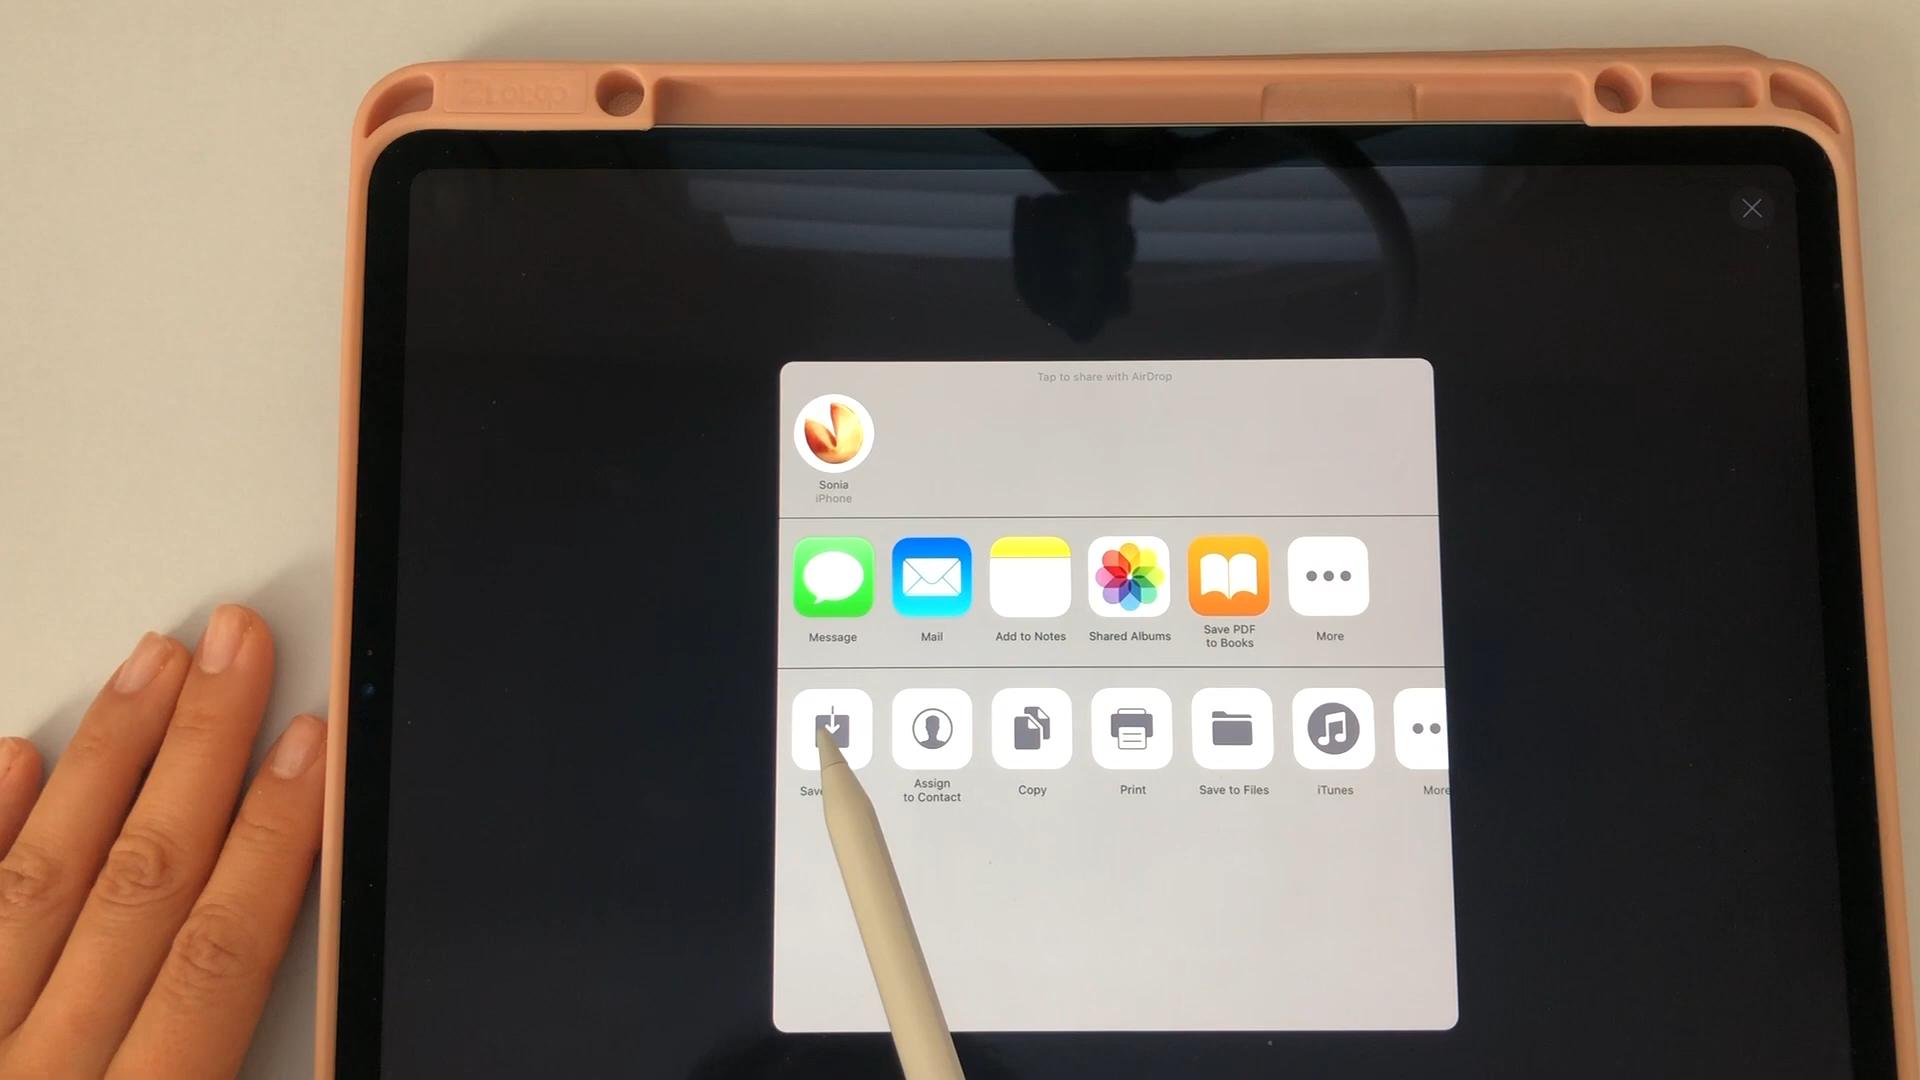 Tap to share with AirDrop
Sonia
iPhone
Message
Mail
Add to Notes
Shared Albums
Save PDF
to Books
More
Assign
to Contact
Copy
Print
Save to Files
iTunes
More